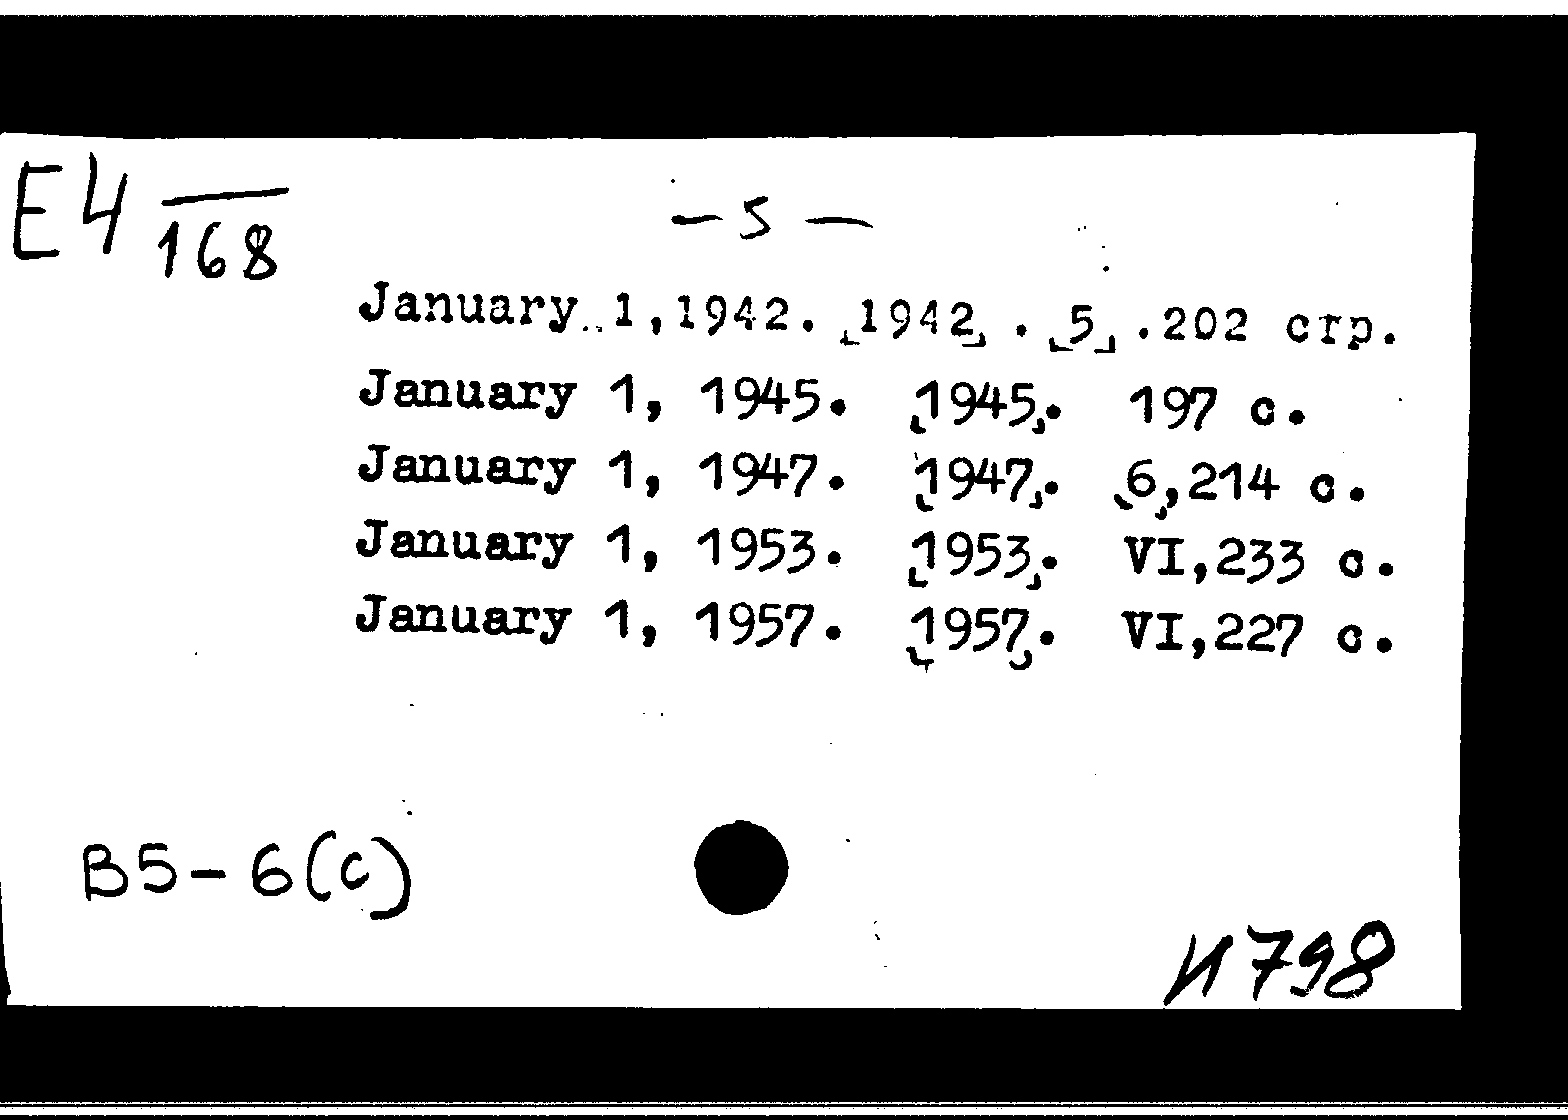 E4 168
— 5 —
January 1,1942. [1942]. [5].202 стр.
January 1, 1945. [1945]. 197 с.
January 1, 1947. [1947]. [6],214 с.
January 1, 1953. [1953]. VI,233 с.
January 1, 1957. [1957]. VI,227 с.
B5-6(c)
И798